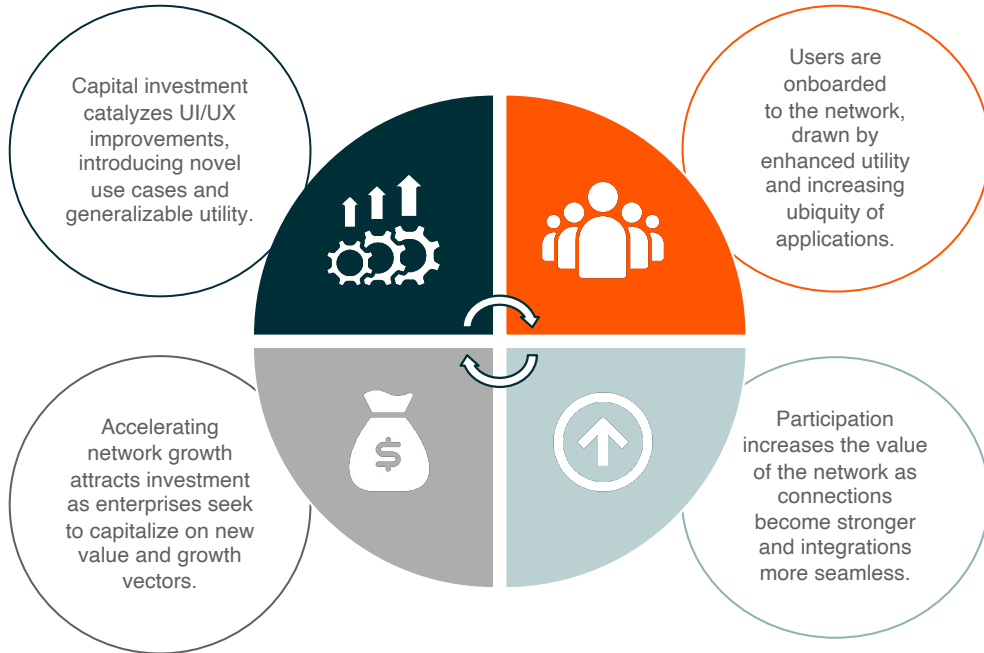 Capital investment
catalyzes UI/UX
improvements,
introducing novel
use cases and
generalizable utility.
Users are
onboarded
to the network,
drawn by
enhanced utility
and increasing
ubiquity of
applications.
$
Accelerating
network growth
attracts investment
as enterprises seek
to capitalize on new
value and growth
vectors.
Participation
increases the value
of the network as
connections
become stronger
and integrations
more seamless.